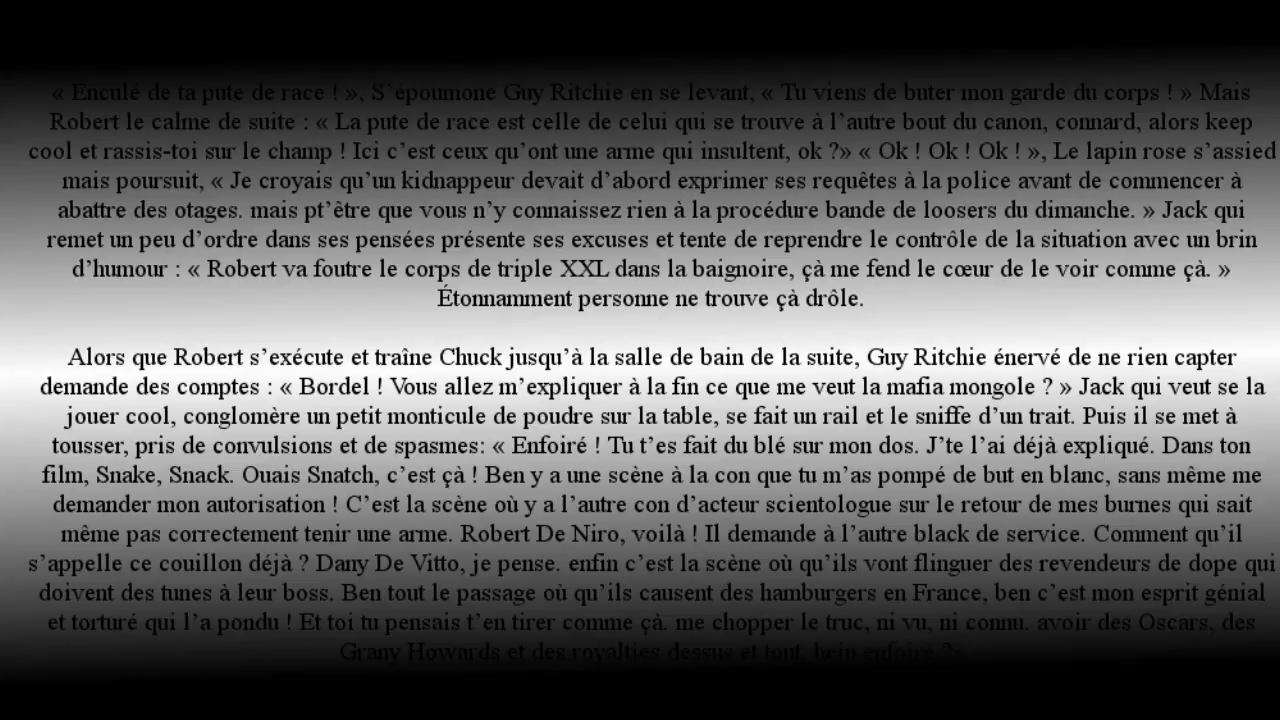 « Enculé de ta pute de race ! », S’époumone Guy Ritchie en se levant, « Tu viens de buter mon garde du corps ! » Mais
Robert le calme de suite : « La pute de race est celle de celui qui se trouve à l’autre bout du canon, connard, alors keep
cool et rassis-toi sur le champ ! Ici c’est ceux qu’ont une arme qui insultent, ok ?» « Ok ! Ok ! Ok ! », Le lapin rose s’assied
mais poursuit, « Je croyais qu’un kidnappeur devait d’abord exprimer ses requêtes à la police avant de commencer à
abattre des otages. mais pt’être que vous n’y connaissez rien à la procédure bande de loosers du dimanche. » Jack qui
remet un peu d’ordre dans ses pensées présente ses excuses et tente de reprendre le contrôle de la situation avec un brin
d’humour : « Robert va foutre le corps de triple XXL dans la baignoire, çà me fend le cœur de le voir comme çà. »
Étonnamment personne ne trouve çà drôle.
Alors que Robert s’exécute et traîne Chuck jusqu’à la salle de bain de la suite, Guy Ritchie énervé de ne rien capter
demande des comptes : « Bordel ! Vous allez m’expliquer à la fin ce que me veut la mafia mongole ? » Jack qui veut se la
jouer cool, conglomère un petit monticule de poudre sur la table, se fait un rail et le sniffe d’un trait. Puis il se met à
tousser, pris de convulsions et de spasmes: « Enfoiré ! Tu t’es fait du blé sur mon dos. J’te l’ai déjà expliqué. Dans ton
film, Snake, Snack. Ouais Snatch, c’est çà ! Ben y a une scène à la con que tu m’as pompé de but en blanc, sans même me
demander mon autorisation ! C’est la scène où y a l’autre con d’acteur scientologue sur le retour de mes burnes qui sait
même pas correctement tenir une arme. Robert De Niro, voilà ! Il demande à l’autre black de service. Comment qu’il
s’appelle ce couillon déjà ? Dany De Vitto, je pense. enfin c’est la scène où qu’ils vont flinguer des revendeurs de dope qui
doivent des tunes à leur boss. Ben tout le passage où qu’ils causent des hamburgers en France, ben c’est mon esprit génial
et torturé qui l’a pondu ! Et toi tu pensais t’en tirer comme çà. me chopper le truc, ni vu, ni connu. avoir des Oscars, des
Grany Howards et des royalties dessus et tout, hein enfoiré ?»